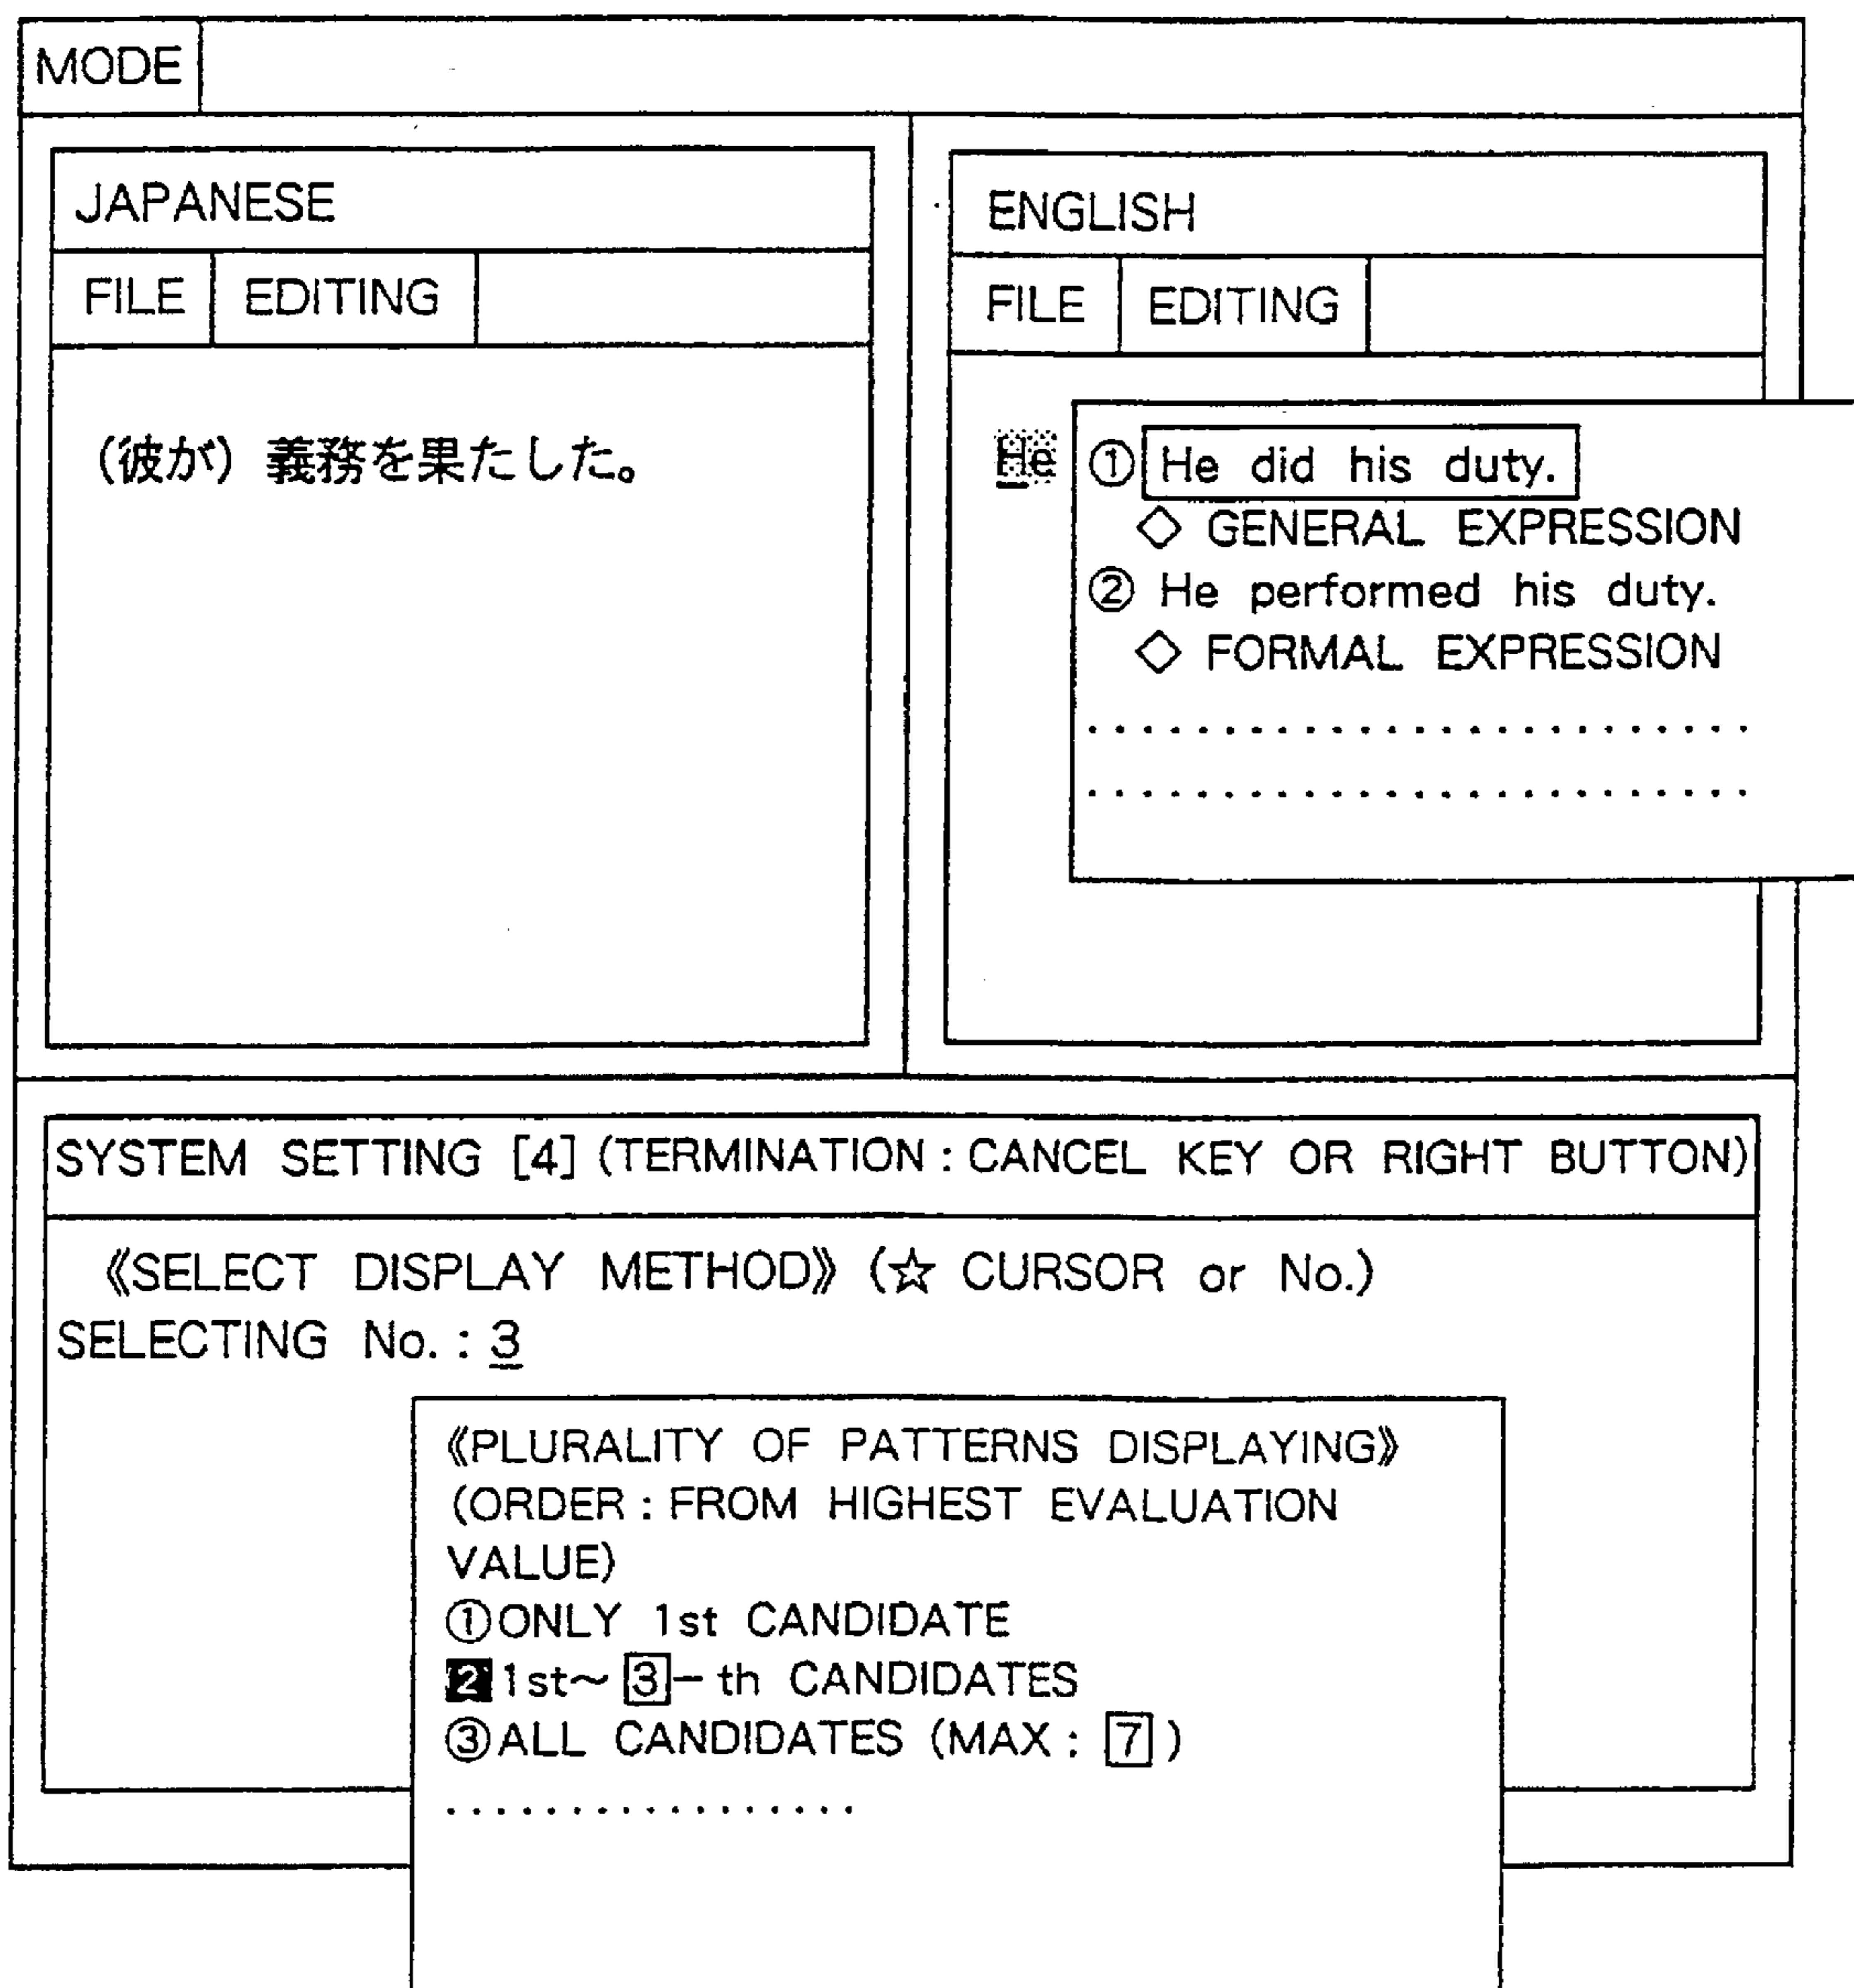 MODE
JAPANESE
FILE EDITING
(彼が) 義務を果たした。
ENGLISH
FILE EDITING
He
① He did his duty.
◇ GENERAL EXPRESSION
② He performed his duty.
◇ FORMAL EXPRESSION
.........................
.........................
SYSTEM SETTING [4] (TERMINATION : CANCEL KEY OR RIGHT BUTTON)
《SELECT DISPLAY METHOD》 (☆ CURSOR or No.)
SELECTING No. : 3
《PLURALITY OF PATTERNS DISPLAYING》
(ORDER : FROM HIGHEST EVALUATION
VALUE)
①ONLY 1st CANDIDATE
2 1st~ 3 - th CANDIDATES
③ALL CANDIDATES (MAX : 7 )
.................